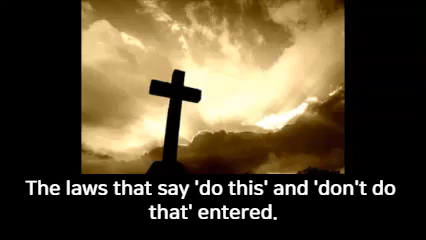 The laws that say 'do this' and 'don't do
that' entered.